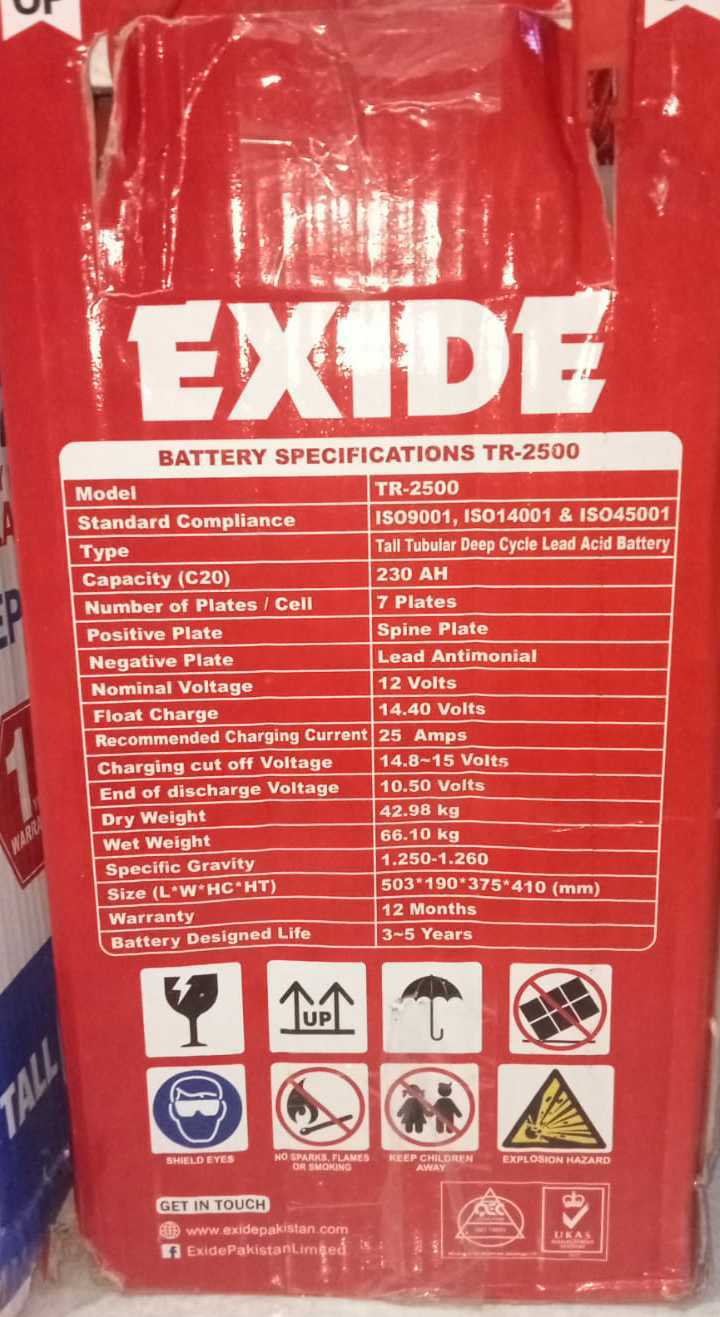 UP
EXIDE
BATTERY SPECIFICATIONS TR-2500
Model TR-2500
Standard Compliance ISO9001, ISO14001 & ISO45001
Type Tall Tubular Deep Cycle Lead Acid Battery
Capacity (C20) 230 AH
Number of Plates / Cell 7 Plates
Positive Plate Spine Plate
Negative Plate Lead Antimonial
Nominal Voltage 12 Volts
Float Charge 14.40 Volts
Recommended Charging Current 25 Amps
Charging cut off Voltage 14.8~15 Volts
End of discharge Voltage 10.50 Volts
Dry Weight 42.98 kg
Wet Weight 66.10 kg
Specific Gravity 1.250-1.260
Size (L*W*HC*HT) 503*190*375*410 (mm)
Warranty 12 Months
Battery Designed Life 3~5 Years
UP
SHIELD EYES
NO SPARKS, FLAMES
OR SMOKING
KEEP CHILDREN
AWAY
EXPLOSION HAZARD
GET IN TOUCH
www.exidepakistan.com
f ExidePakistanLimited
UKAS
MANAGEMENT
SYSTEMS
1
WARRA
TALL